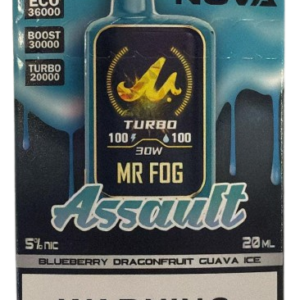 NOVA
ECO
36000
BOOST
30000
TURBO
20000
TURBO
100 100
30W
MR FOG
Assault
5% NIC
20 ML
BLUEBERRY DRAGONFRUIT GUAVA ICE
WARNING